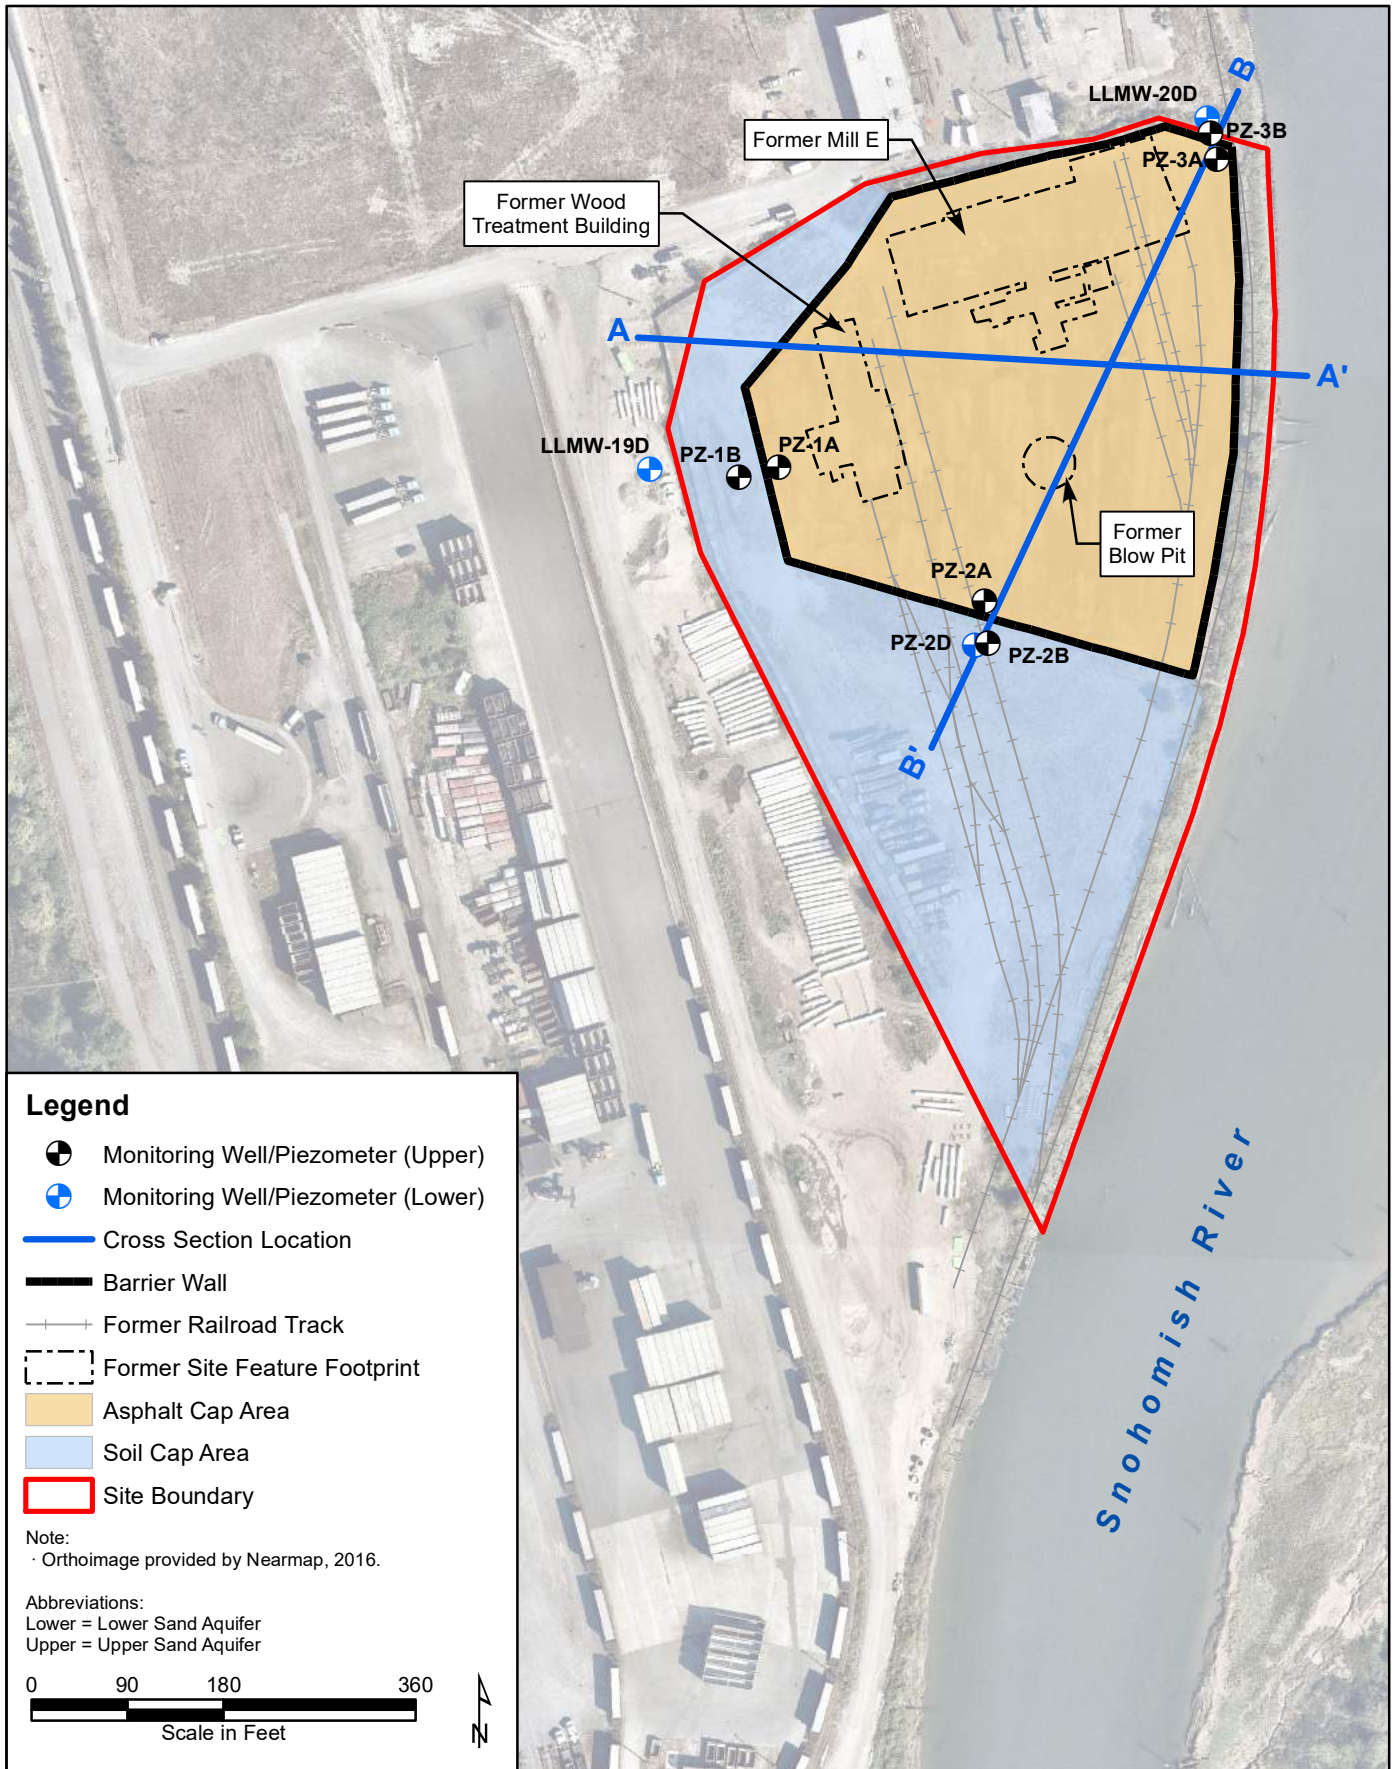 B
LLMW-20D
PZ-3B
PZ-3A
Former Mill E
Former Wood
Treatment Building
A
A'
LLMW-19D
PZ-1B
PZ-1A
Former
Blow Pit
PZ-2A
PZ-2D
PZ-2B
B'
Snohomish River
Legend
Monitoring Well/Piezometer (Upper)
Monitoring Well/Piezometer (Lower)
Cross Section Location
Barrier Wall
Former Railroad Track
Former Site Feature Footprint
Asphalt Cap Area
Soil Cap Area
Site Boundary
Note:
· Orthoimage provided by Nearmap, 2016.
Abbreviations:
Lower = Lower Sand Aquifer
Upper = Upper Sand Aquifer
0 90 180 360
Scale in Feet
N